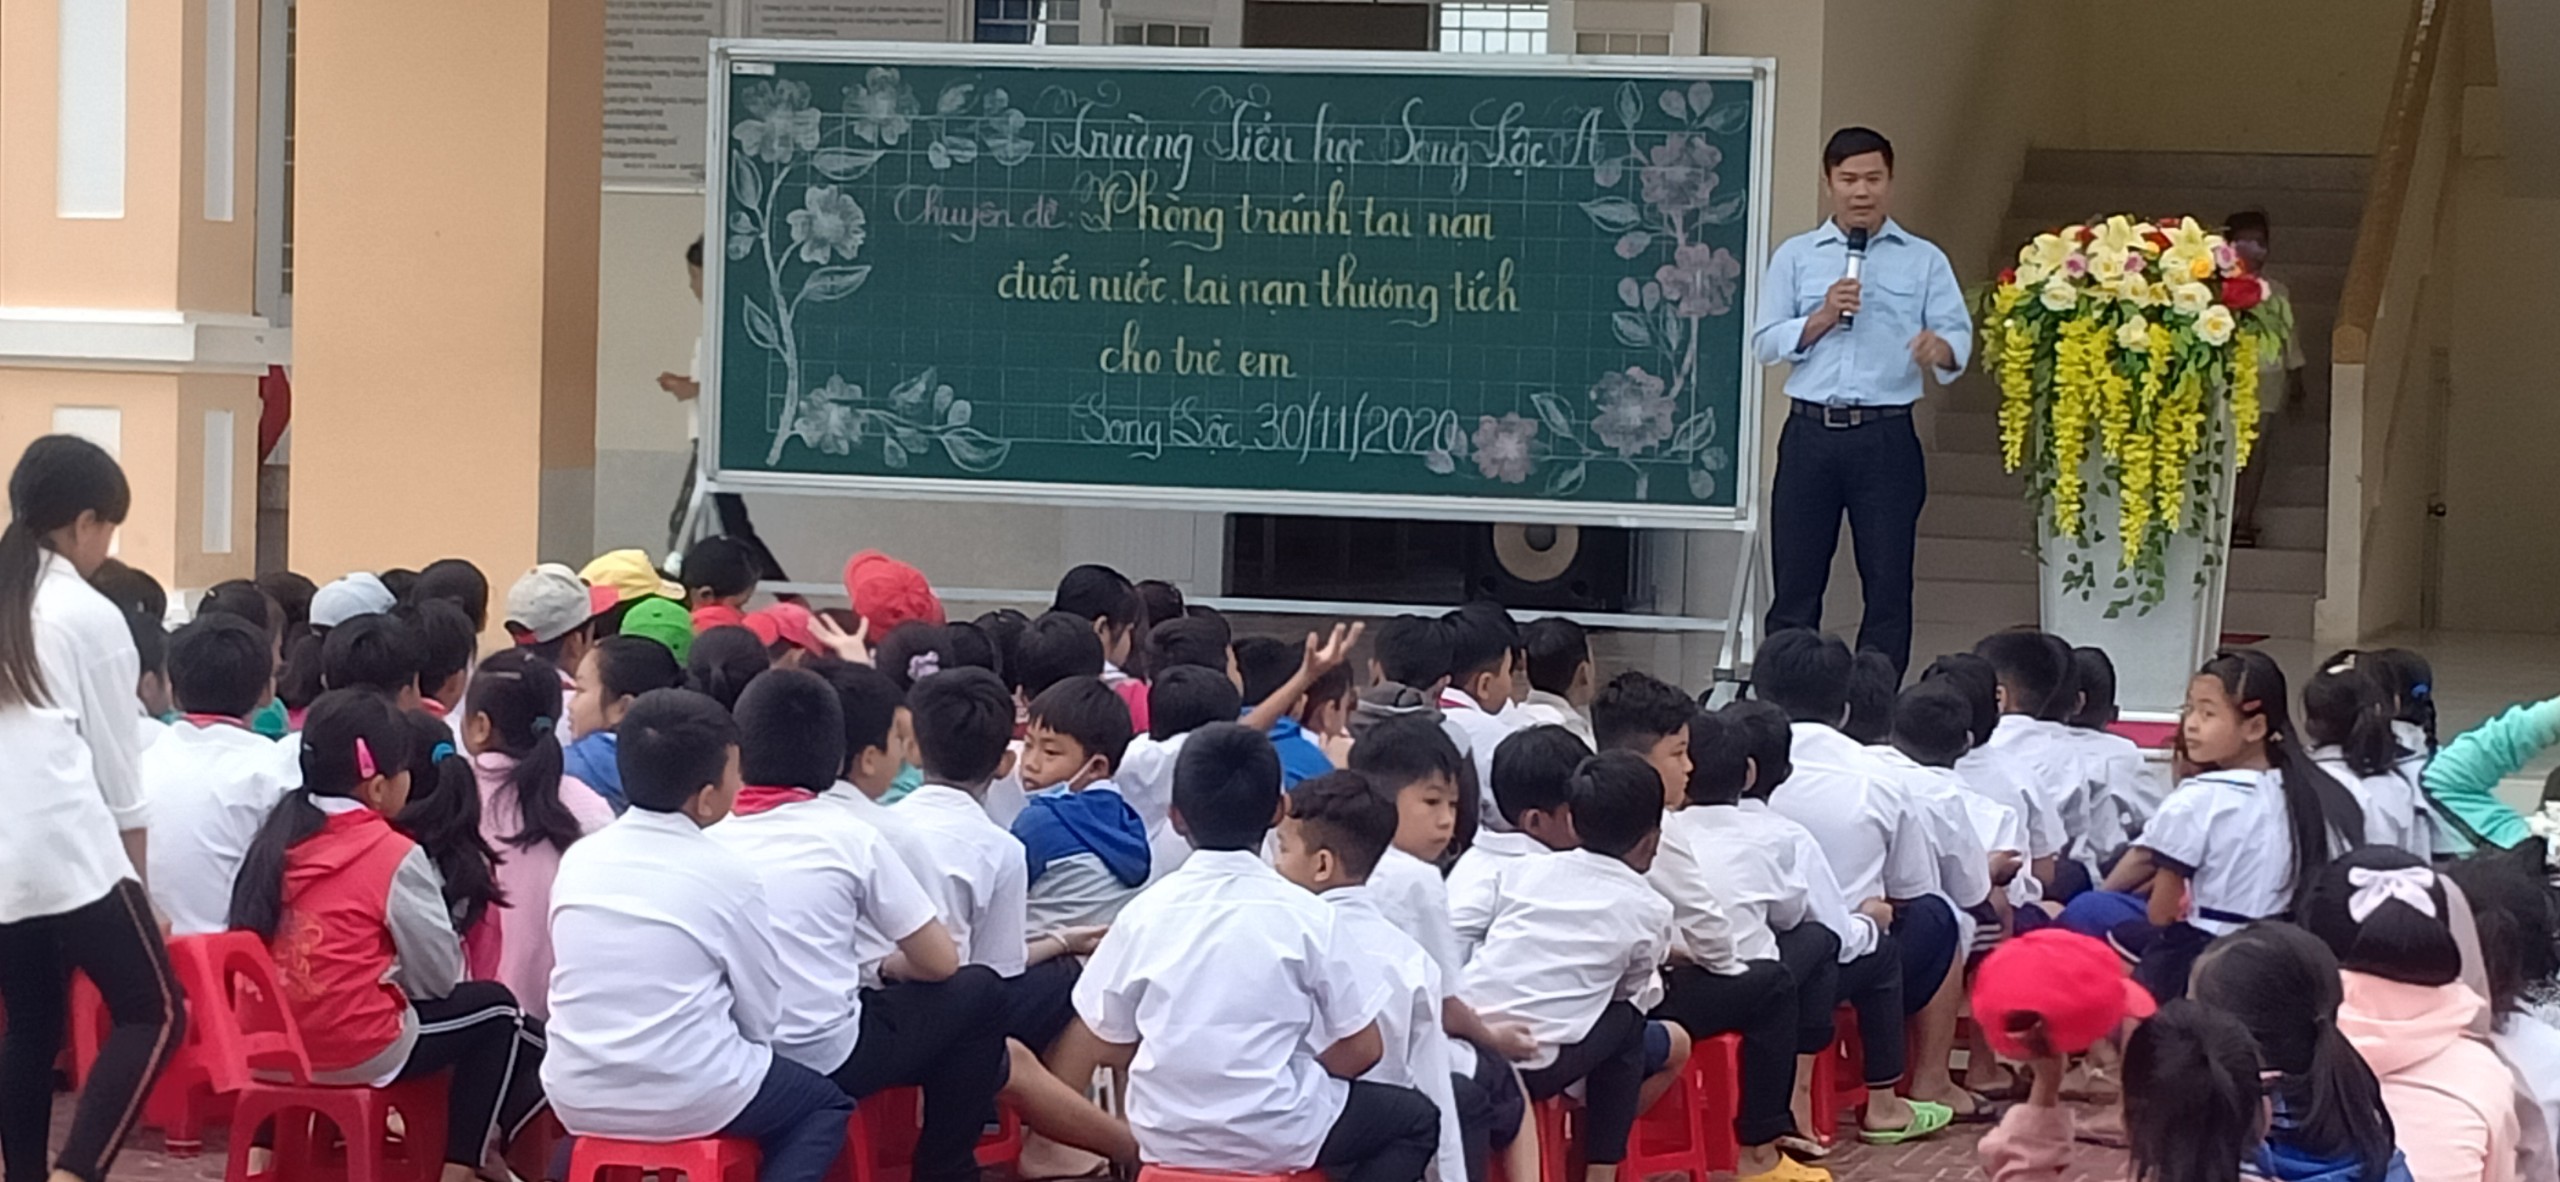 Trường Tiểu học Song Lộc A
Chuyên đề: Phòng tránh tai nạn
đuối nước, tai nạn thương tích
cho trẻ em
Song Lộc, 30/11/2020